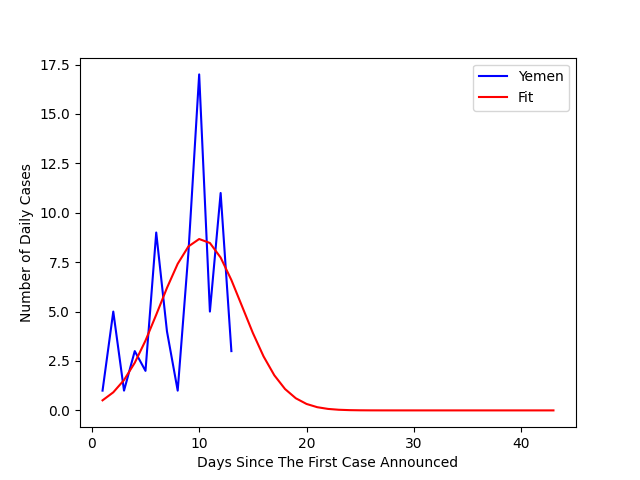 Yemen
Fit
17.5
15.0
12.5
10.0
7.5
5.0
2.5
0.0
Number of Daily Cases
0 10 20 30 40
Days Since The First Case Announced